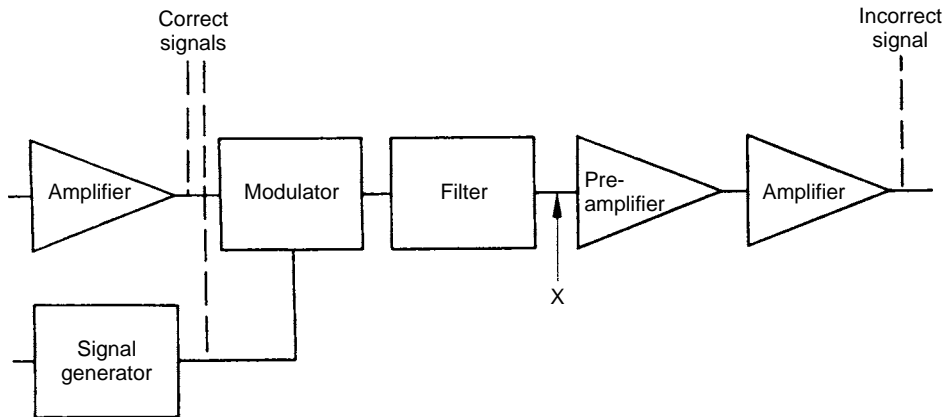 Correct
signals
Incorrect
signal
Amplifier
Modulator
Filter
Pre-
amplifier
Amplifier
X
Signal
generator